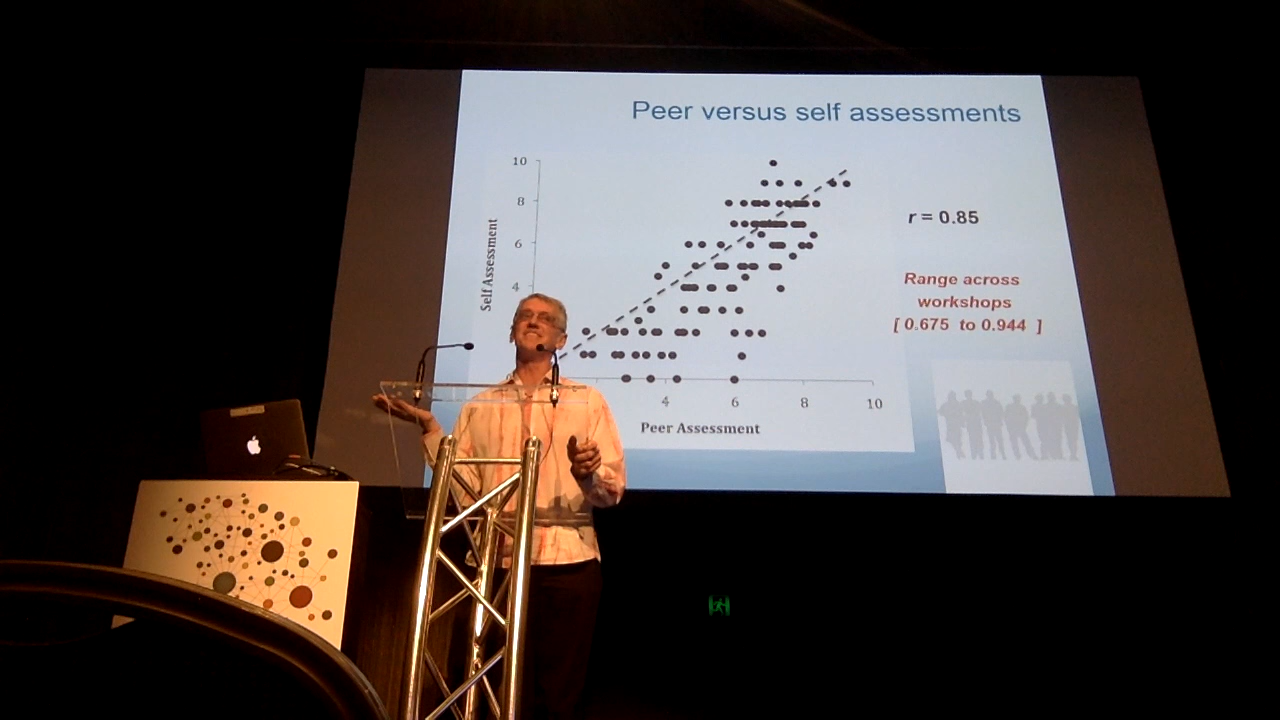 Peer versus self assessments
10
8
6
4
Self Assessment
4
6
8
10
Peer Assessment
r = 0.85
Range across
workshops
[ 0.675 to 0.944 ]